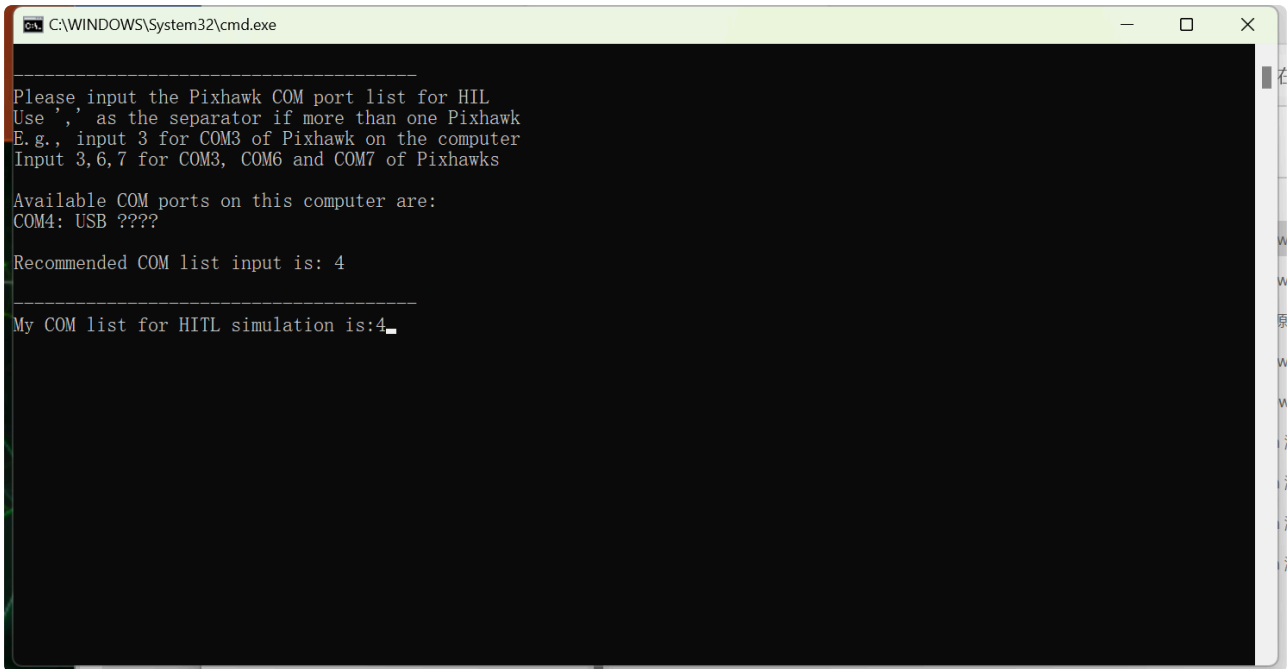 C:\WINDOWS\System32\cmd.exe
---------------------------------------
Please input the Pixhawk COM port list for HIL
Use ',' as the separator if more than one Pixhawk
E.g., input 3 for COM3 of Pixhawk on the computer
Input 3,6,7 for COM3, COM6 and COM7 of Pixhawks
Available COM ports on this computer are:
COM4: USB ????
Recommended COM list input is: 4
---------------------------------------
My COM list for HITL simulation is:4